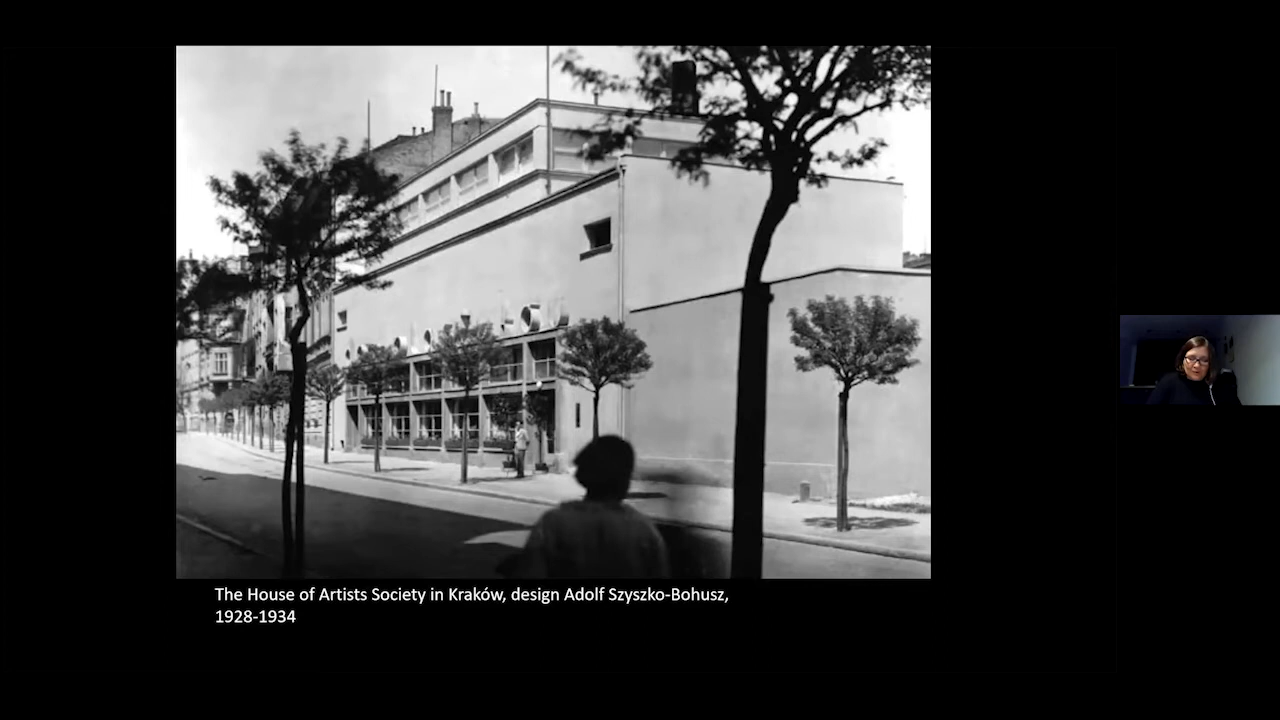 The House of Artists Society in Kraków, design Adolf Szyszko-Bohusz,
1928-1934